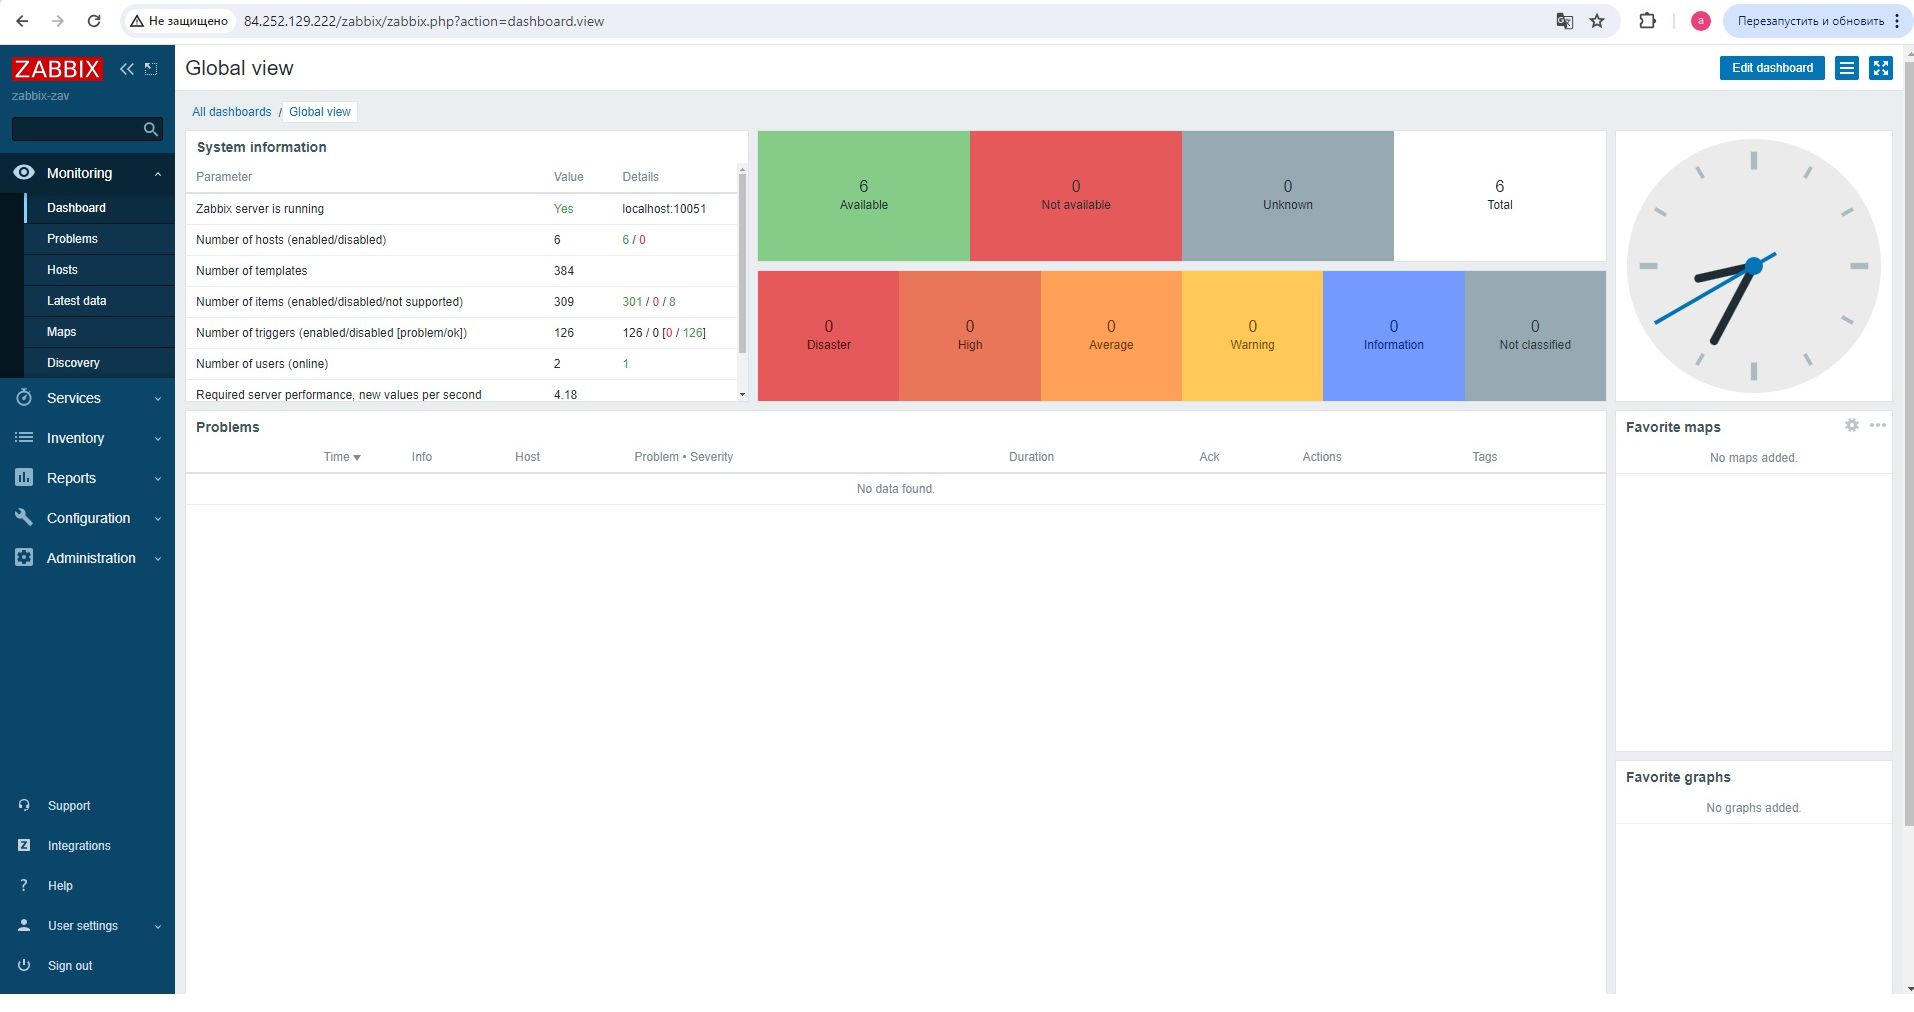 Не защищено 84.252.129.222/zabbix/zabbix.php?action=dashboard.view a Перезапустить и обновить
ZABBIX
zabbix-zav
Monitoring
Dashboard
Problems
Hosts
Latest data
Maps
Discovery
Services
Inventory
Reports
Configuration
Administration
Support
Z Integrations
? Help
User settings
Sign out
Global view
Edit dashboard
All dashboards / Global view
System information
Parameter Value Details
Zabbix server is running Yes localhost:10051
Number of hosts (enabled/disabled) 6 6 / 0
Number of templates 384
Number of items (enabled/disabled/not supported) 309 301 / 0 / 8
Number of triggers (enabled/disabled [problem/ok]) 126 126 / 0 [0 / 126]
Number of users (online) 2 1
Required server performance, new values per second 4.18
6 0 0 6
Available Not available Unknown Total
0 0 0 0 0 0
Disaster High Average Warning Information Not classified
Problems
Time Info Host Problem • Severity Duration Ack Actions Tags
No data found.
Favorite maps
No maps added.
Favorite graphs
No graphs added.